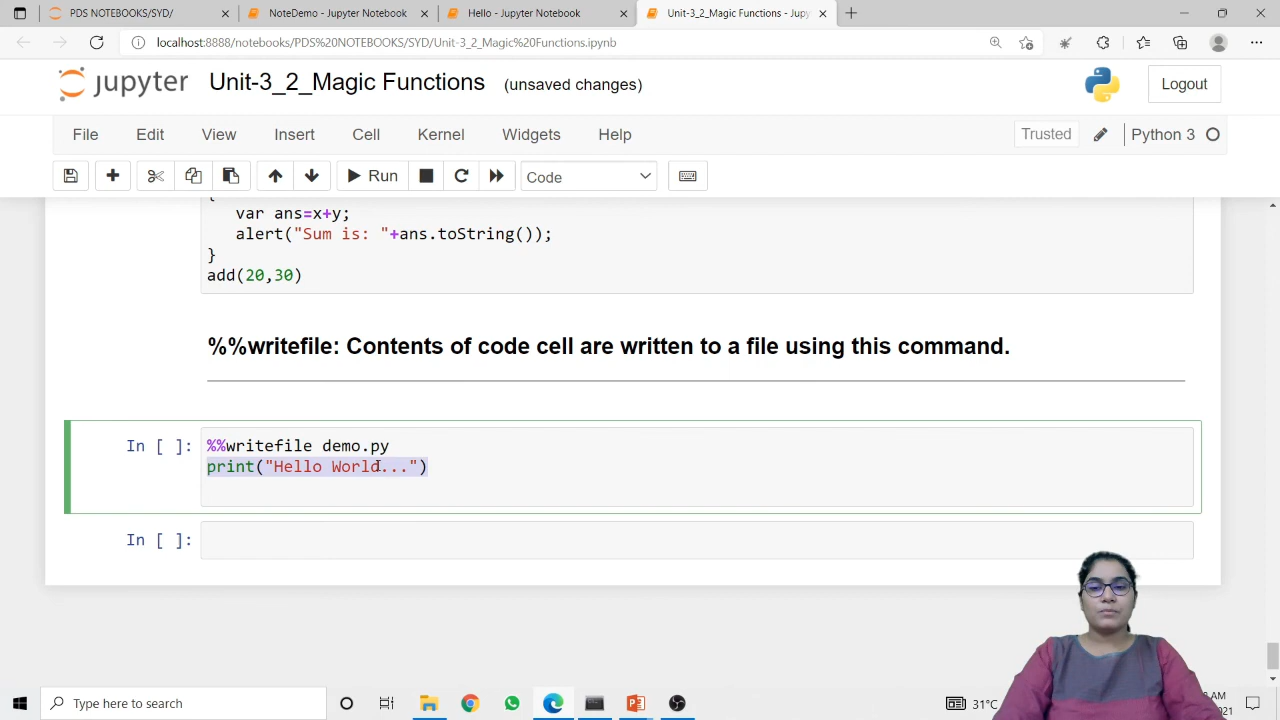 PDS NOTEBOOKS/SYD/
NoteDemo - Jupyter Notebook
Hello - Jupyter Notebook
Unit-3_2_Magic Functions - Jupy
localhost:8888/notebooks/PDS%20NOTEBOOKS/SYD/Unit-3_2_Magic%20Functions.ipynb
jupyter Unit-3_2_Magic Functions (unsaved changes)
Logout
File Edit View Insert Cell Kernel Widgets Help
Trusted Python 3
Run Code
{
var ans=x+y;
alert("Sum is: "+ans.toString());
}
add(20,30)
%%writefile: Contents of code cell are written to a file using this command.
In [ ]: %%writefile demo.py
print("Hello World...")
In [ ]:
Type here to search
31°C
AM